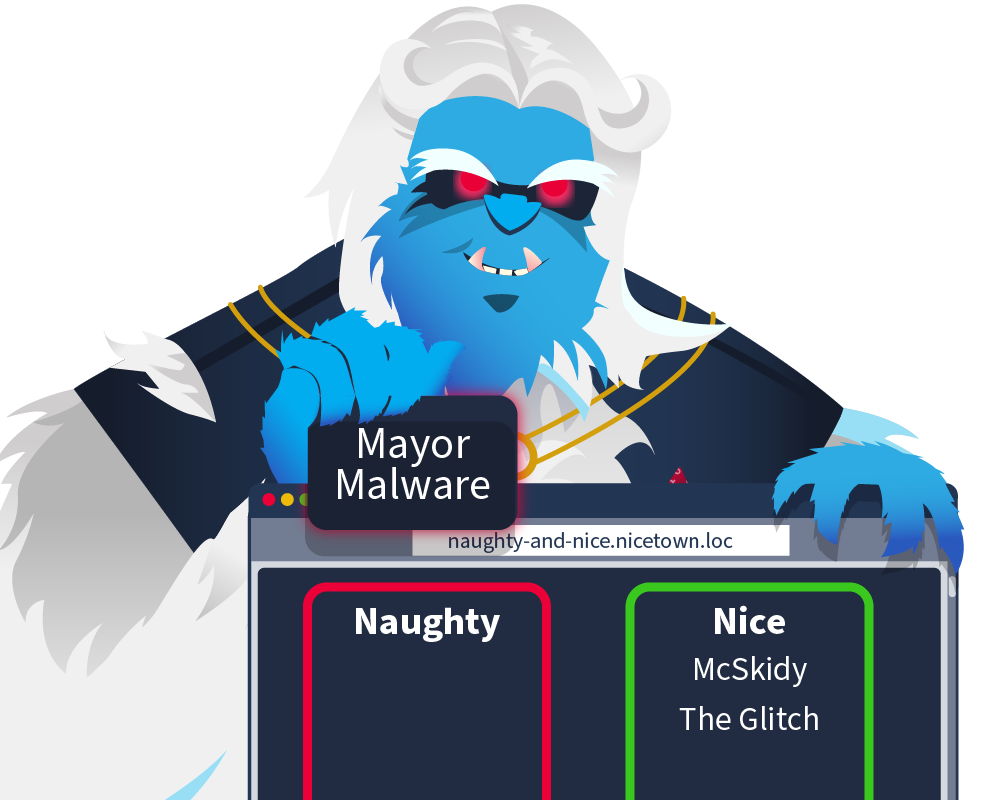 Mayor
Malware
naughty-and-nice.nicetown.loc
Naughty
Nice
McSkidy
The Glitch